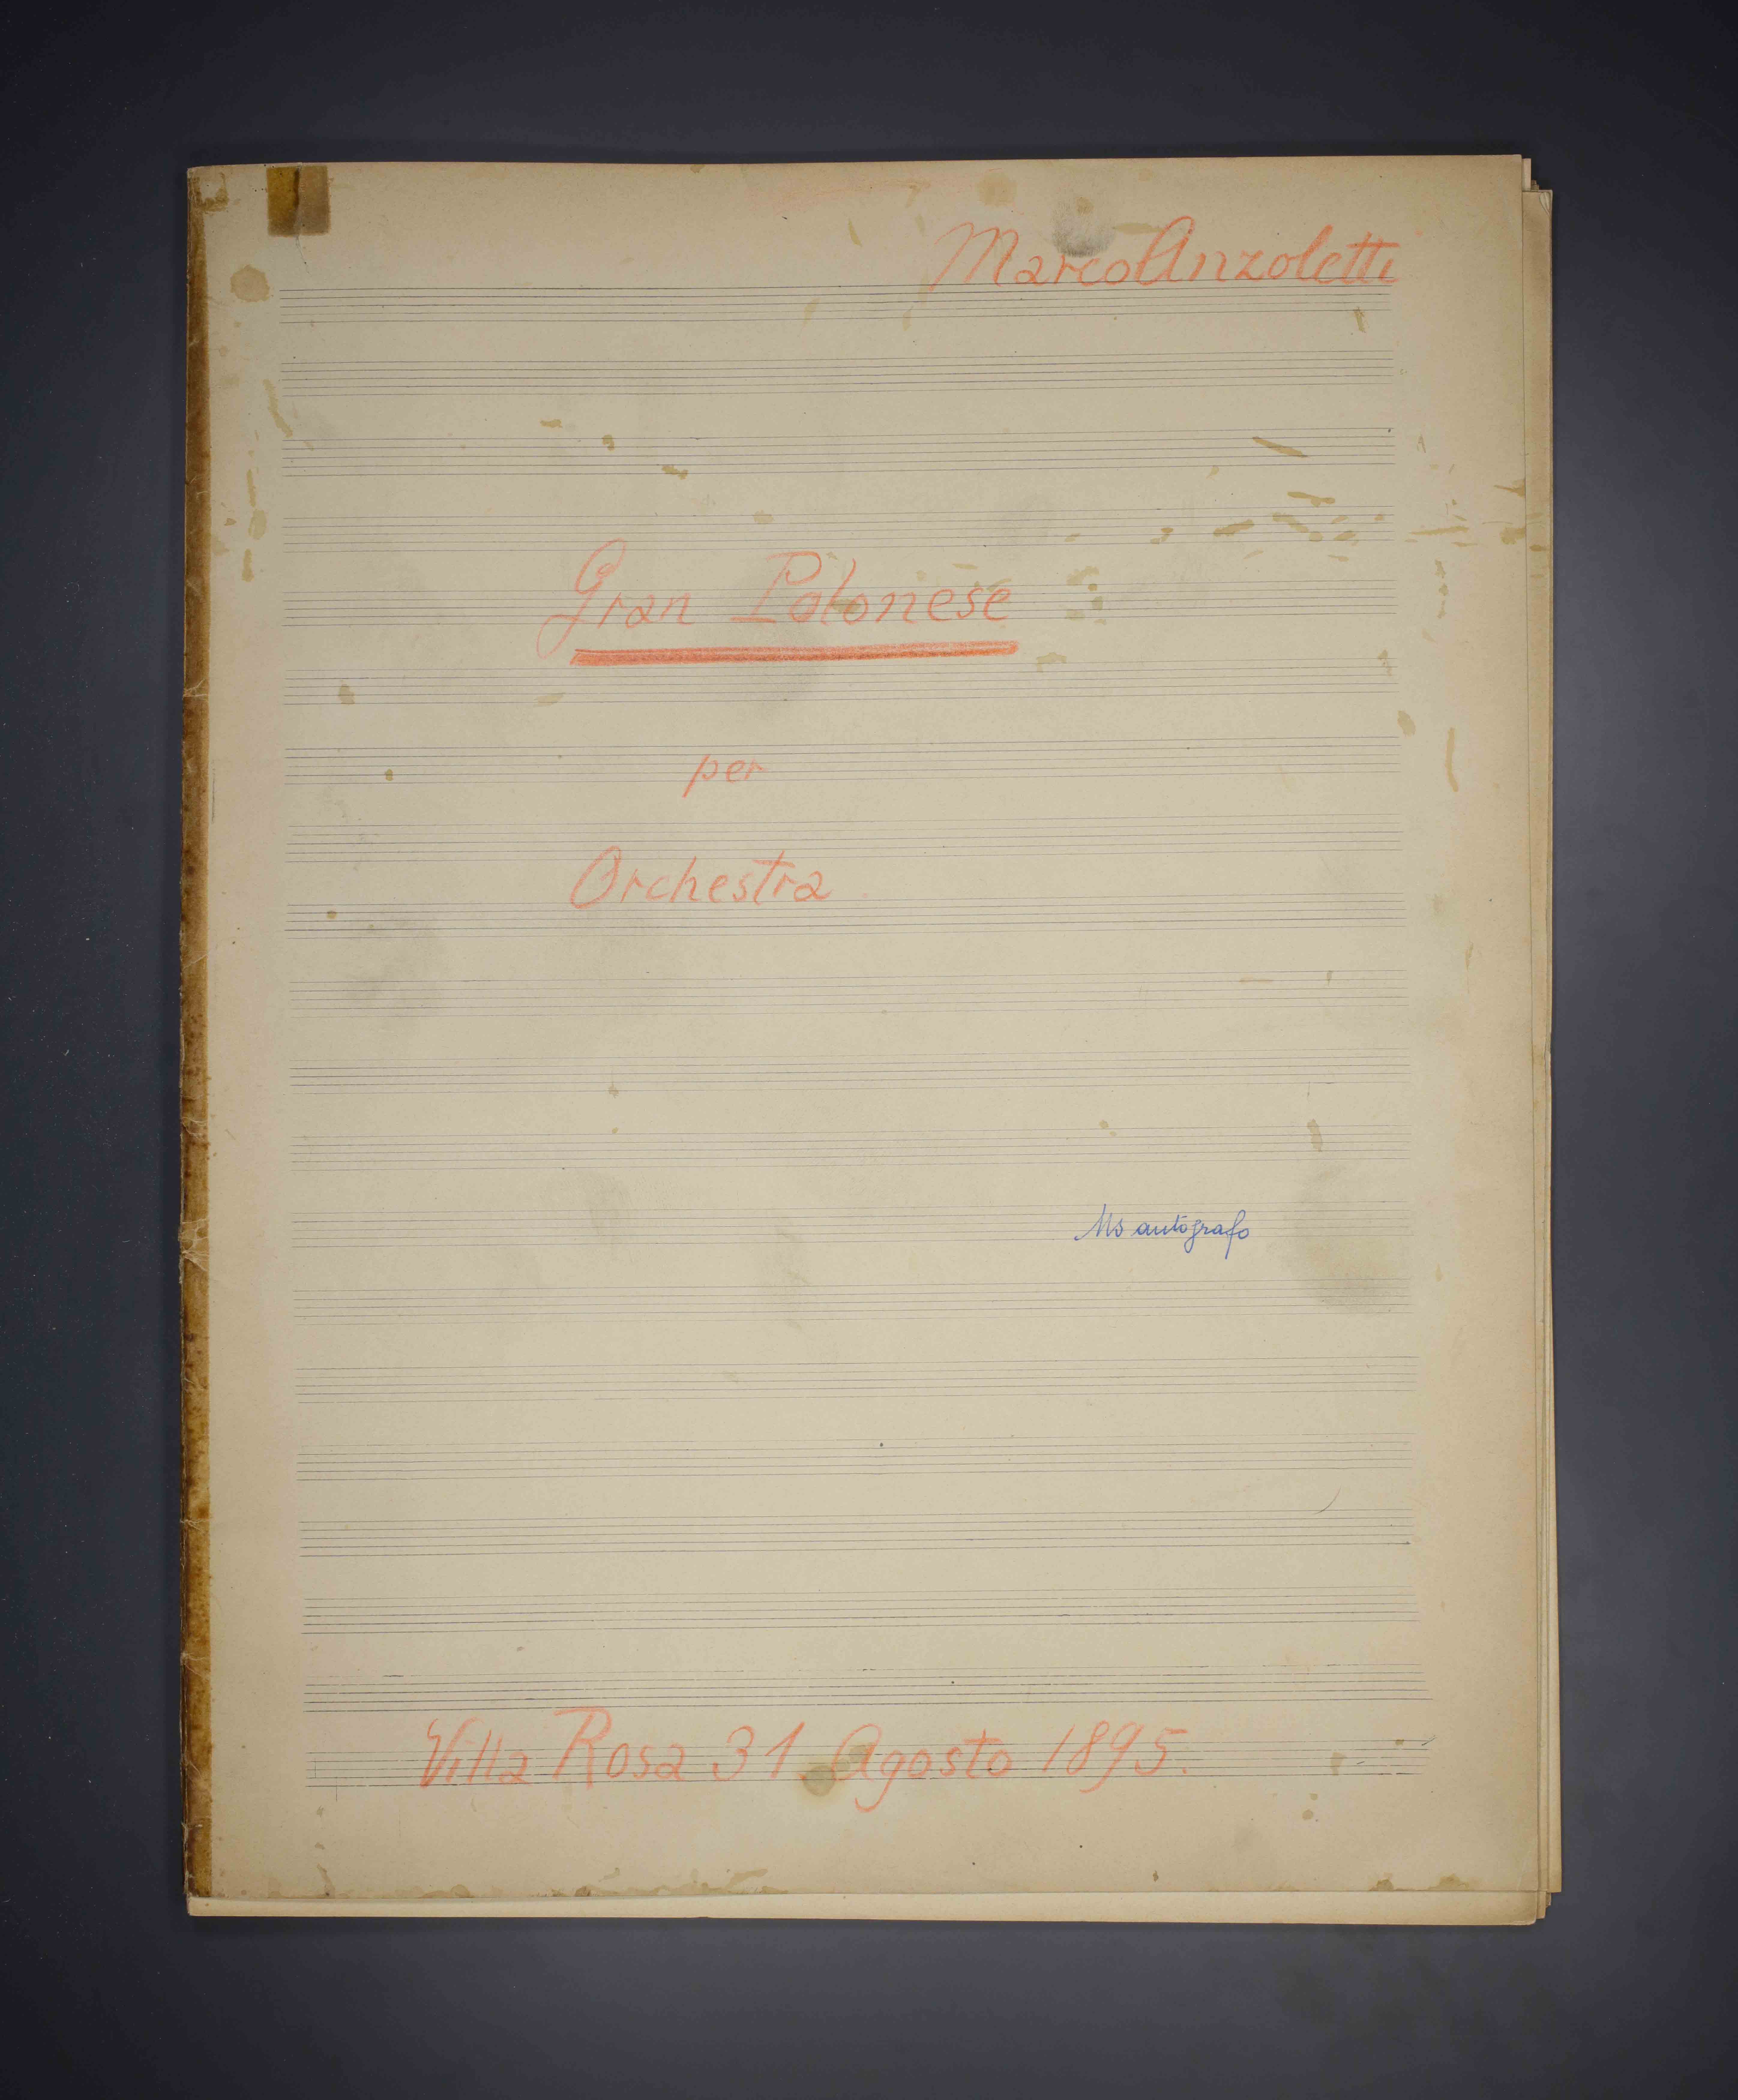 Marco Anzoletti
Gran Polonese
per
Orchestra
Ms autografo
Villa Rosa 31 Agosto 1895.